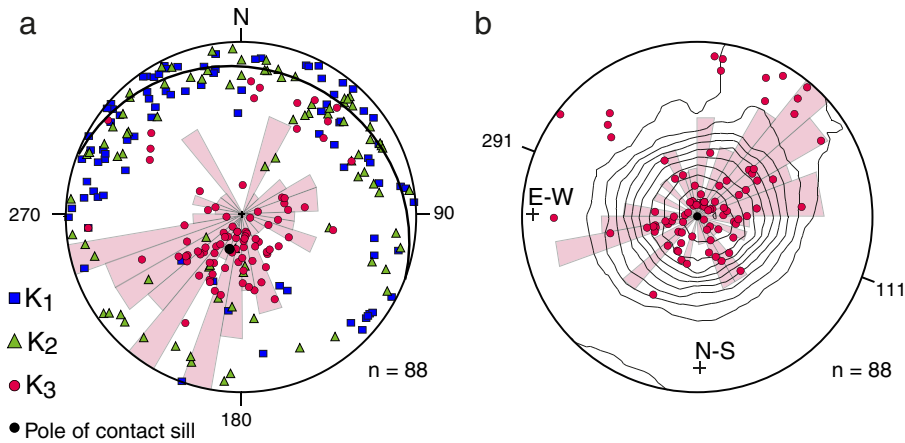 a
N
270
90
180
K1
K2
K3
Pole of contact sill
n = 88
b
291
E-W
111
N-S
n = 88